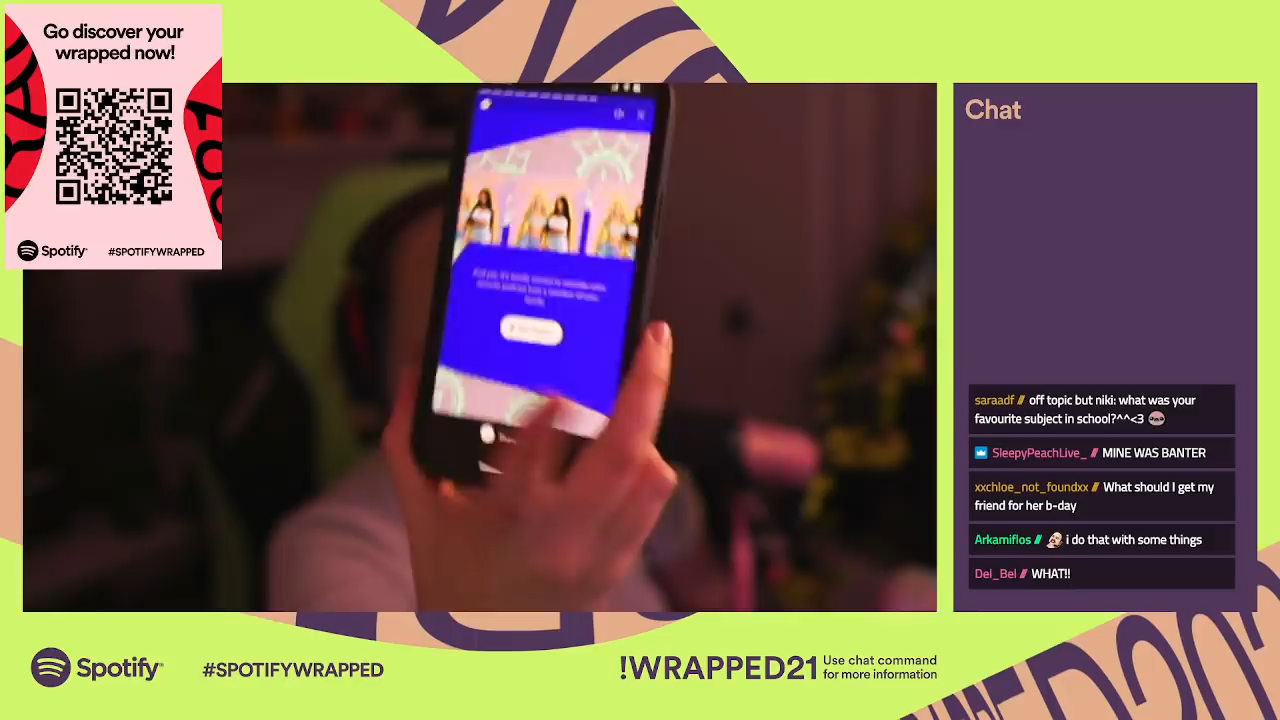 Go discover your
wrapped now!
Spotify
#SPOTIFYWRAPPED
Chat
saraadf // off topic but niki: what was your
favourite subject in school?^^<3
SleepyPeachLive_ // MINE WAS BANTER
xxchloe_not_foundxx // What should I get my
friend for her b-day
Arkamiflos // i do that with some things
Dei_Bel // WHAT!!
Spotify
#SPOTIFYWRAPPED
!WRAPPED21
Use chat command
for more information